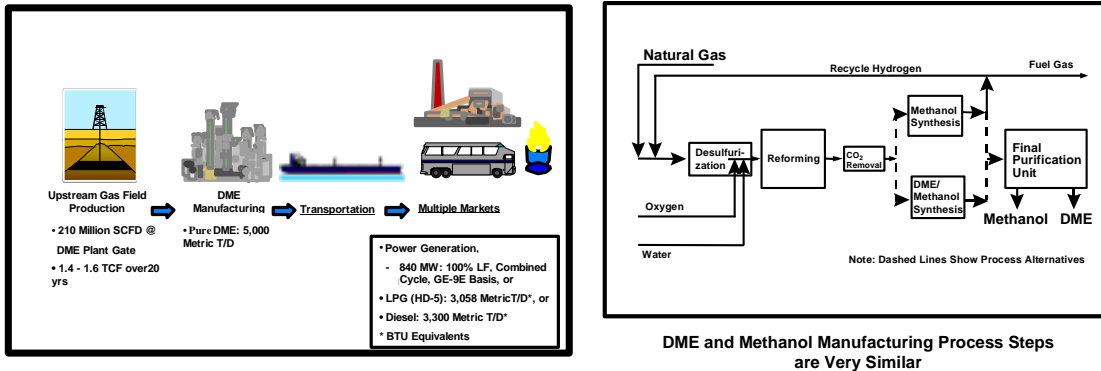 Upstream Gas Field
Production
• 210 Million SCFD @
DME Plant Gate
• 1.4 - 1.6 TCF over20
yrs
DME
Manufacturing
• Pure DME: 5,000
Metric T/D
Transportation
Multiple Markets
• Power Generation,
- 840 MW: 100% LF, Combined
Cycle, GE-9E Basis, or
• LPG (HD-5): 3,058 MetricT/D*, or
• Diesel: 3,300 Metric T/D*
* BTU Equivalents
Natural Gas
Recycle Hydrogen
Fuel Gas
Methanol
Synthesis
Desulfuri-
zation
Reforming
CO2
Removal
Final
Purification
Unit
DME/
Methanol
Synthesis
Oxygen
Methanol
DME
Water
Note: Dashed Lines Show Process Alternatives
DME and Methanol Manufacturing Process Steps
are Very Similar